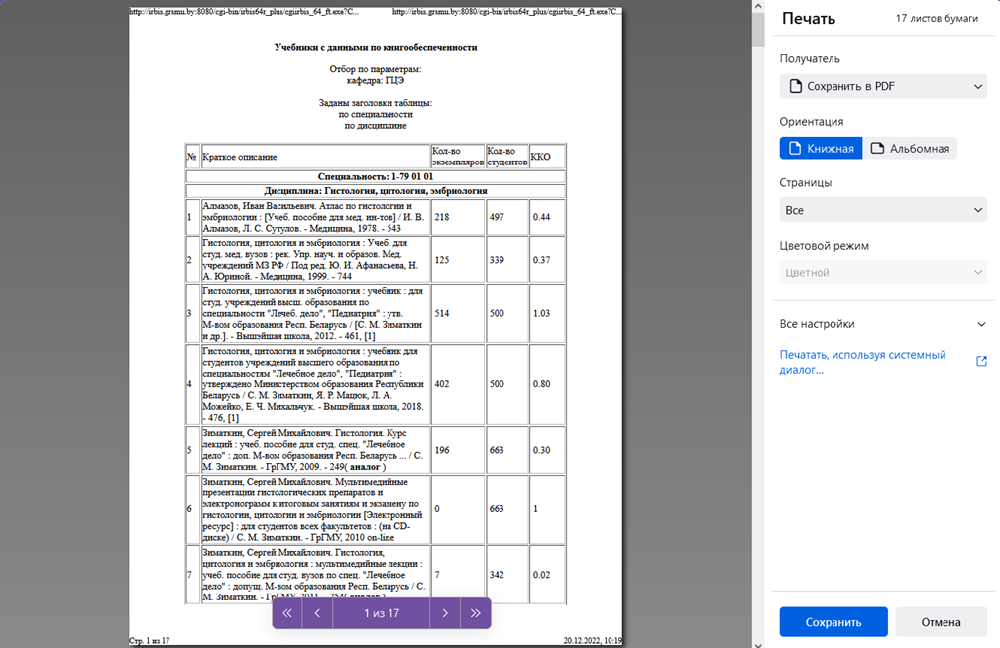 http://irbis.grsmu.by:8080/cgi-bin/irbis64r_plus/cgiirbis_64_ft.exe?C...
http://irbis.grsmu.by:8080/cgi-bin/irbis64r_plus/cgiirbis_64_ft.exe?C...
Учебники с данными по книгообеспеченности
Отбор по параметрам:
кафедра: ГЦЭ
Заданы заголовки таблицы:
по специальности
по дисциплине
№ Краткое описание Кол-во экземпляров Кол-во студентов ККО
Специальность: 1-79 01 01
Дисциплина: Гистология, цитология, эмбриология
1 Алмазов, Иван Васильевич. Атлас по гистологии и
эмбриологии : [Учеб. пособие для мед. ин-тов] / И. В.
Алмазов, Л. С. Сутулов. - Медицина, 1978. - 543
218 497 0.44
2 Гистология, цитология и эмбриология : Учеб. для
студ. мед. вузов : рек. Упр. науч. и образов. Мед.
учреждений МЗ РФ / Под ред. Ю. И. Афанасьева, Н.
А. Юриной. - Медицина, 1999. - 744
125 339 0.37
3 Гистология, цитология и эмбриология : учебник : для
студ. учреждений высш. образования по
специальности "Лечеб. дело", "Педиатрия" : утв.
М-вом образования Респ. Беларусь / [С. М. Зиматкин
и др.]. - Вышэйшая школа, 2012. - 461, [1]
514 500 1.03
4 Гистология, цитология и эмбриология : учебник для
студентов учреждений высшего образования по
специальностям "Лечебное дело", "Педиатрия" :
утверждено Министерством образования Республики
Беларусь / С. М. Зиматкин, Я. Р. Мацюк, Л. А.
Можейко, Е. Ч. Михальчук. - Вышэйшая школа, 2018.
- 476, [1]
402 500 0.80
5 Зиматкин, Сергей Михайлович. Гистология. Курс
лекций : учеб. пособие для студ. спец. "Лечебное
дело" : доп. М-вом образования Респ. Беларусь ... / С.
М. Зиматкин. - ГрГМУ, 2009. - 249( аналог )
196 663 0.30
6 Зиматкин, Сергей Михайлович. Мультимедийные
презентации гистологических препаратов и
электронограмм к итоговым занятиям и экзамену по
гистологии, цитологии и эмбриологии [Электронный
ресурс] : для студентов всех факультетов : (на CD-
диске) / С. М. Зиматкин. - ГрГМУ, 2010 on-line
0 663 1
7 Зиматкин, Сергей Михайлович. Гистология,
цитология и эмбриология : мультимедийные лекции :
учеб. пособие для студ. вузов по спец. "Лечебное
дело" : допущ. М-вом образования Респ. Беларусь / С.
М. Зиматкин. - ГрГМУ, 2011. - 254( аналог )
7 342 0.02
1 из 17
Стр. 1 из 17
20.12.2022, 10:19
Печать
17 листов бумаги
Получатель
Сохранить в PDF
Ориентация
Книжная
Альбомная
Страницы
Все
Цветовой режим
Цветной
Все настройки
Печатать, используя системный
диалог...
Сохранить
Отмена